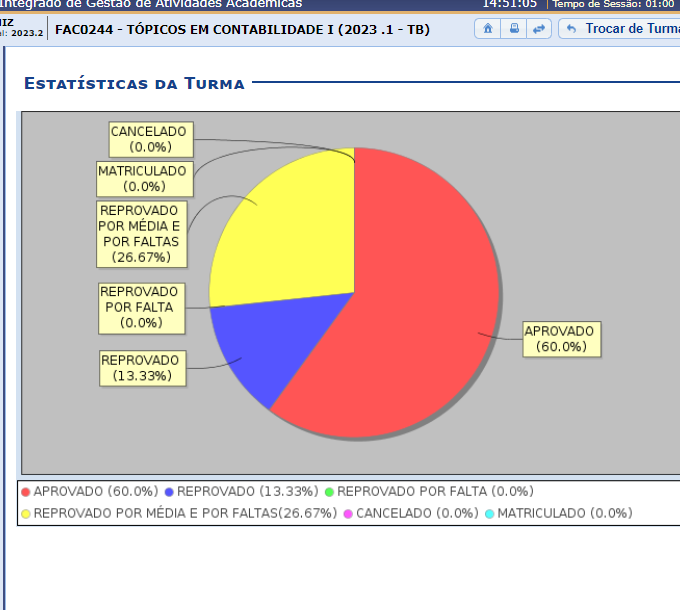 Integrado de Gestão de Atividades Acadêmicas 14:51:05 | Tempo de Sessão: 01:00
IZ
al: 2023.2
FAC0244 - TÓPICOS EM CONTABILIDADE I (2023 .1 - TB)
Trocar de Turma
Estatísticas da Turma
CANCELADO
(0.0%)
MATRICULADO
(0.0%)
REPROVADO
POR MÉDIA E
POR FALTAS
(26.67%)
REPROVADO
POR FALTA
(0.0%)
REPROVADO
(13.33%)
APROVADO
(60.0%)
APROVADO (60.0%) REPROVADO (13.33%) REPROVADO POR FALTA (0.0%)
REPROVADO POR MÉDIA E POR FALTAS(26.67%) CANCELADO (0.0%) MATRICULADO (0.0%)